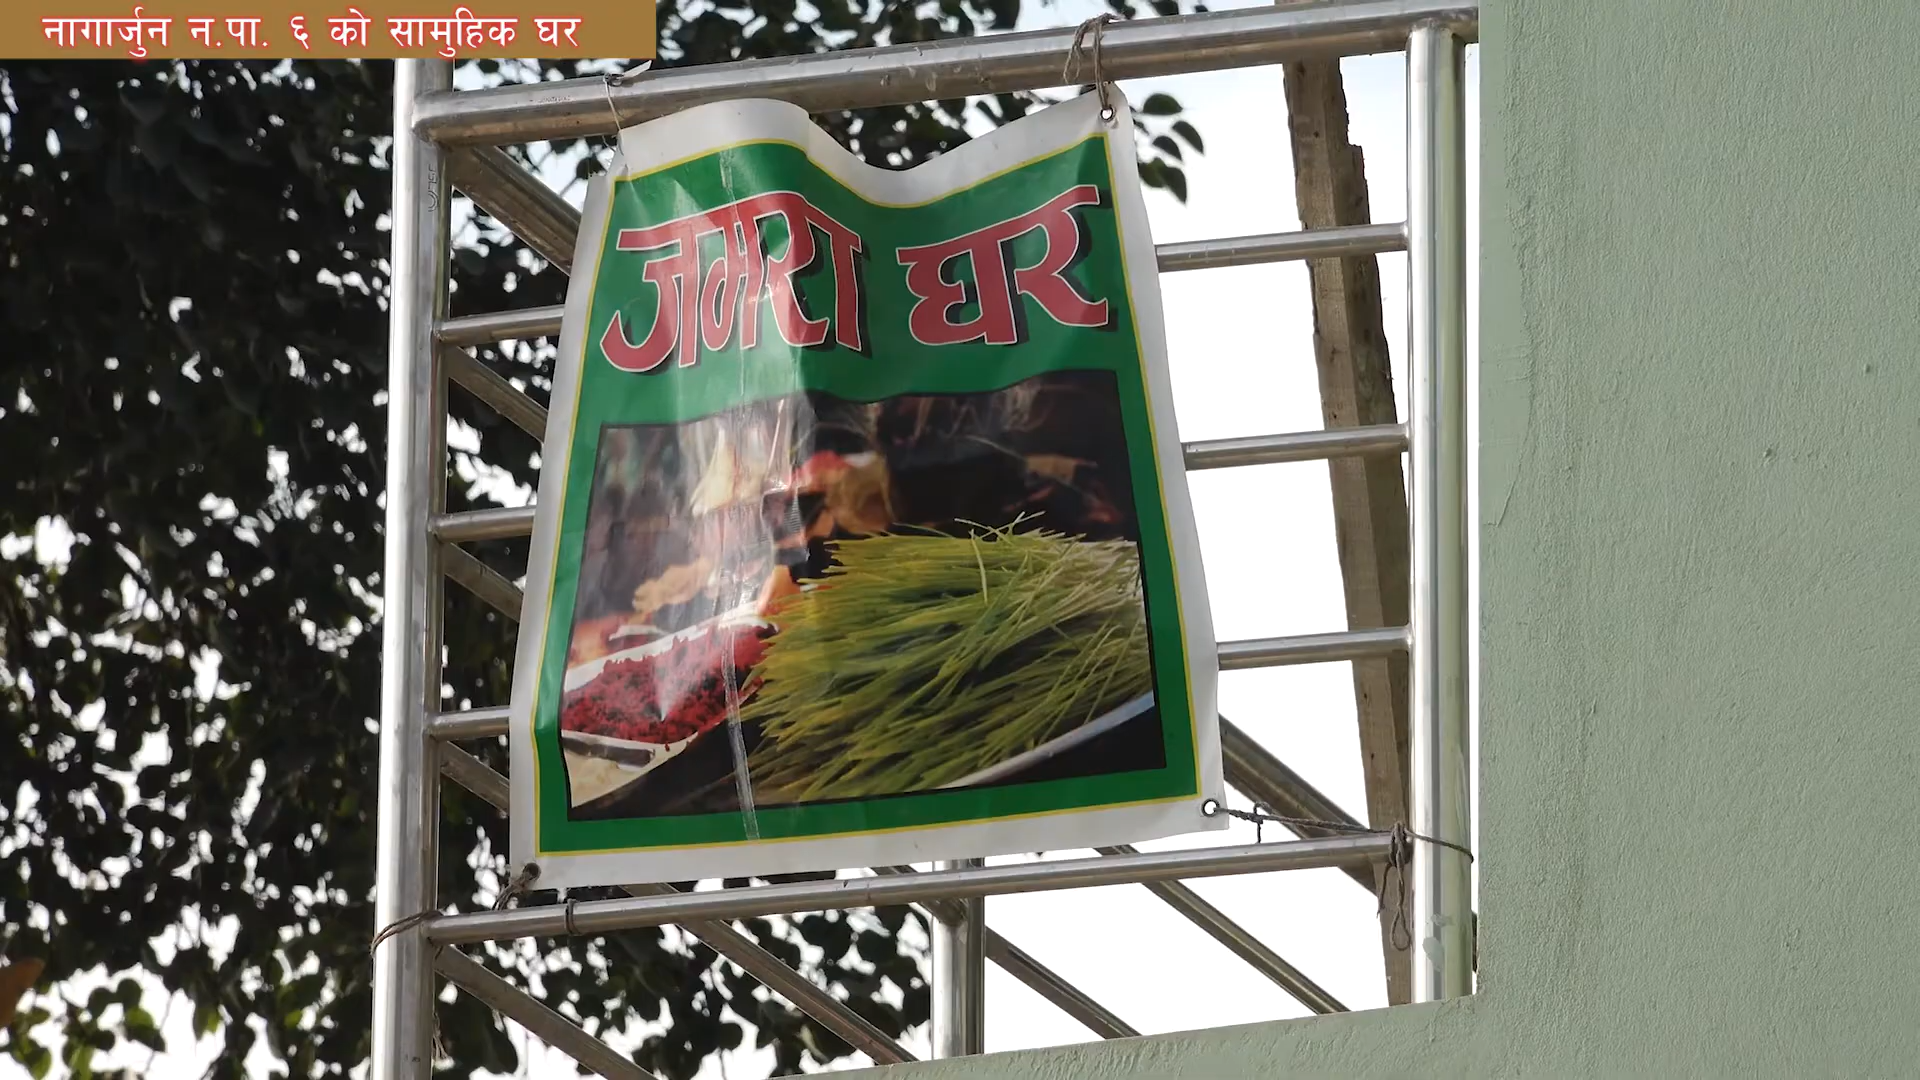 नागार्जुन न.पा. ६ को सामुहिक घर
जमरा घर